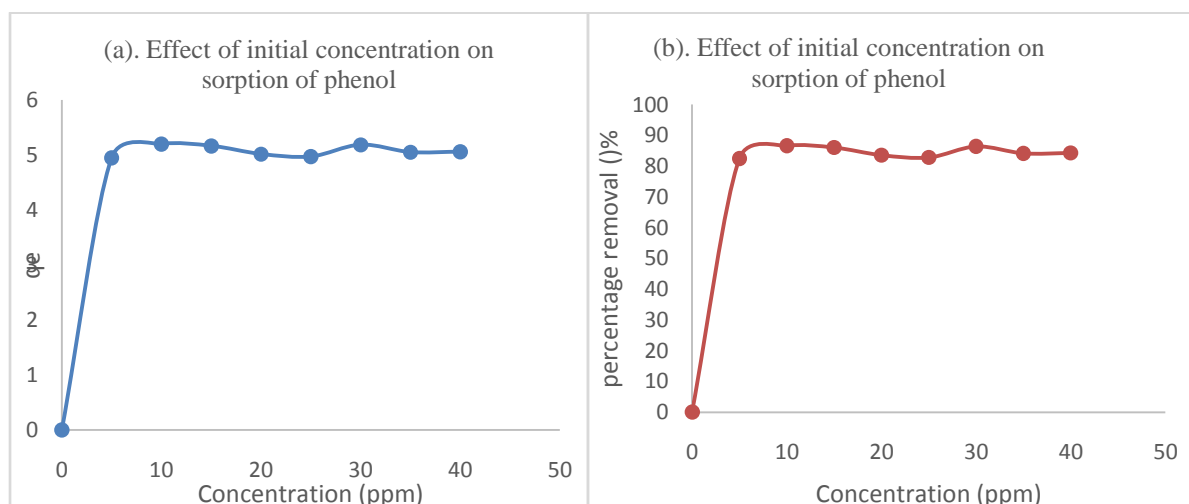 (a). Effect of initial concentration on
sorption of phenol
6
5
4
3
2
1
0
qe
0 10 20 30 40 50
Concentration (ppm)
(b). Effect of initial concentration on
sorption of phenol
100
90
80
70
60
50
40
30
20
10
0
percentage removal ()%
0 10 20 30 40 50
Concentration (ppm)